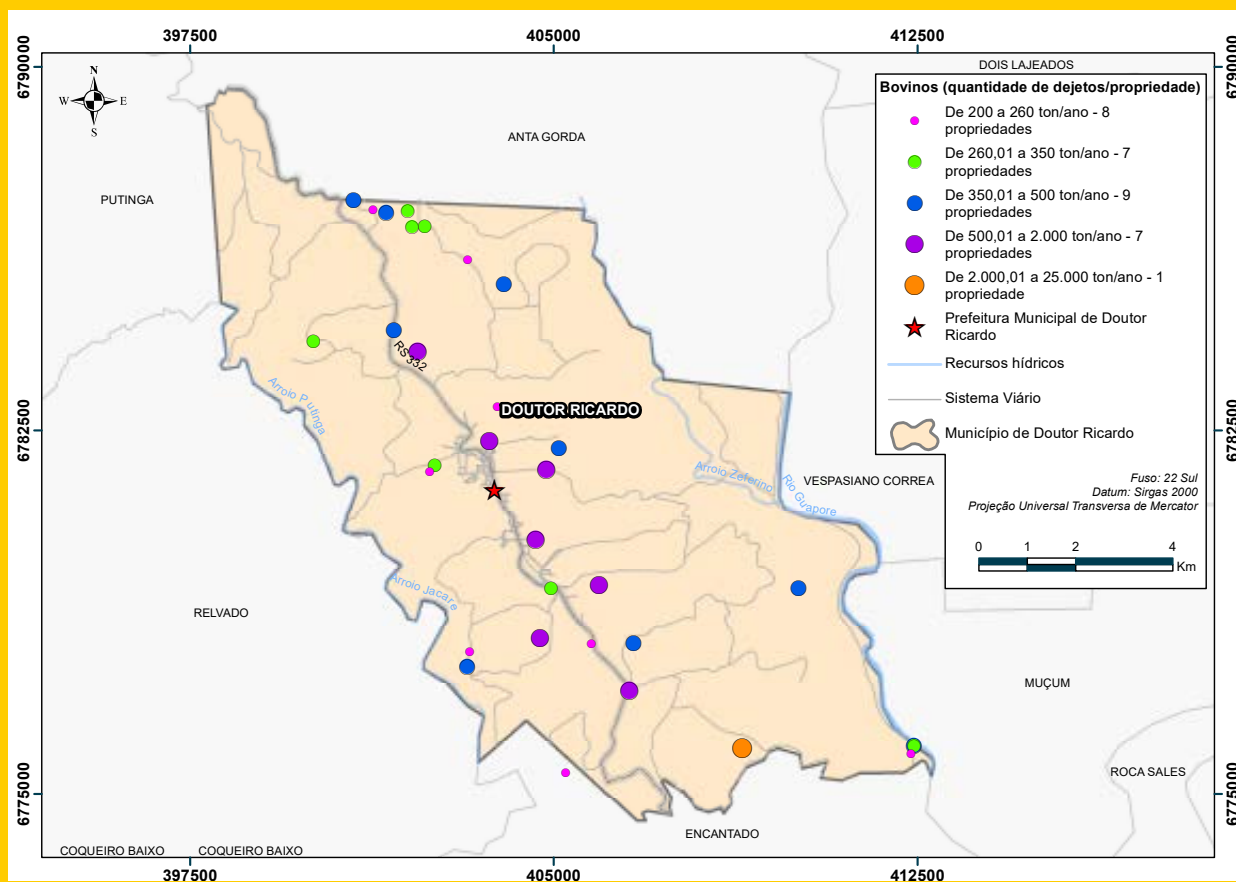 397500
405000
412500
6790000
6790000
DOIS LAJEADOS
N
W
E
S
Bovinos (quantidade de dejetos/propriedade)
De 200 a 260 ton/ano - 8
propriedades
De 260,01 a 350 ton/ano - 7
propriedades
De 350,01 a 500 ton/ano - 9
propriedades
De 500,01 a 2.000 ton/ano - 7
propriedades
De 2.000,01 a 25.000 ton/ano - 1
propriedade
Prefeitura Municipal de Doutor
Ricardo
Recursos hídricos
Sistema Viário
Município de Doutor Ricardo
Fuso: 22 Sul
Datum: Sirgas 2000
Projeção Universal Transversa de Mercator
0
1
2
4
Km
ANTA GORDA
PUTINGA
RS 332
Arroio Putinga
DOUTOR RICARDO
6782500
6782500
Arroio Zeferino
Rio Guapore
VESPASIANO CORREA
Arroio Jacare
RELVADO
MUÇUM
ROCA SALES
6775000
6775000
ENCANTADO
COQUEIRO BAIXO
COQUEIRO BAIXO
397500
405000
412500